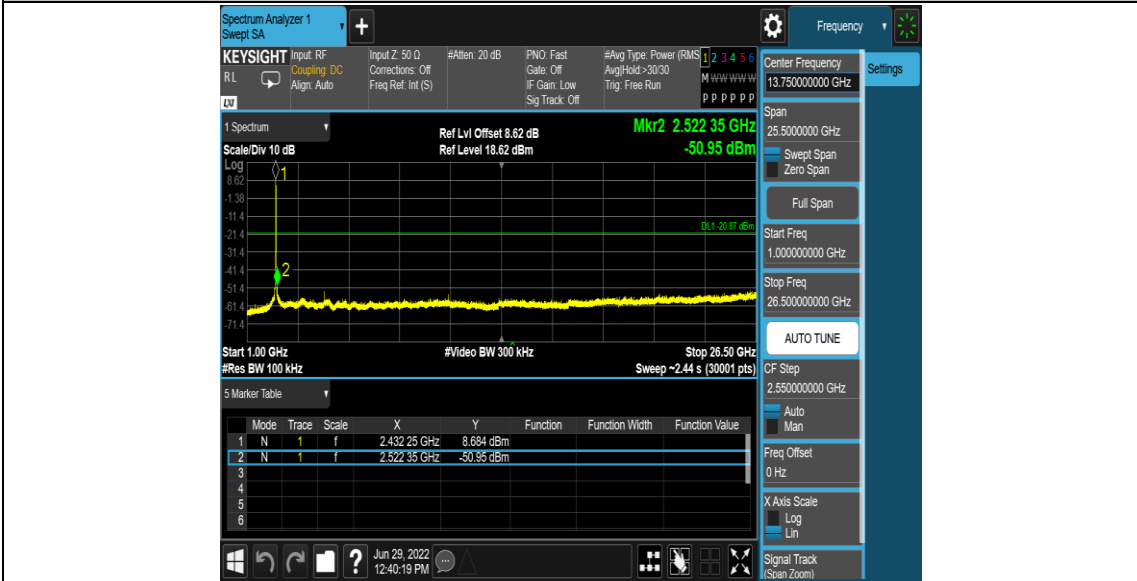 Spectrum Analyzer 1
Swept SA
+
Frequency
KEYSIGHT
RL
LXI
Input: RF
Coupling: DC
Align: Auto
Input Z: 50 Ω
Corrections: Off
Freq Ref: Int (S)
#Atten: 20 dB
PNO: Fast
Gate: Off
IF Gain: Low
Sig Track: Off
#Avg Type: Power (RMS
Avg|Hold:>30/30
Trig: Free Run
1 2 3 4 5 6
M W W W W W
P P P P P P
1 Spectrum
Scale/Div 10 dB
Ref Lvl Offset 8.62 dB
Ref Level 18.62 dBm
Mkr2 2.522 35 GHz
-50.95 dBm
Log
8.62
-1.38
-11.4
-21.4
-31.4
-41.4
-51.4
-61.4
-71.4
1
2
DL1 -20.87 dBm
Start 1.00 GHz
#Video BW 300 kHz
Stop 26.50 GHz
#Res BW 100 kHz
Sweep ~2.44 s (30001 pts)
5 Marker Table
Mode Trace Scale X Y Function Function Width Function Value
1 N 1 f 2.432 25 GHz 8.684 dBm
2 N 1 f 2.522 35 GHz -50.95 dBm
3
4
5
6
?
Jun 29, 2022
12:40:19 PM
Center Frequency
13.750000000 GHz
Settings
Span
25.5000000 GHz
Swept Span
Zero Span
Full Span
Start Freq
1.000000000 GHz
Stop Freq
26.500000000 GHz
AUTO TUNE
CF Step
2.550000000 GHz
Auto
Man
Freq Offset
0 Hz
X Axis Scale
Log
Lin
Signal Track
(Span Zoom)